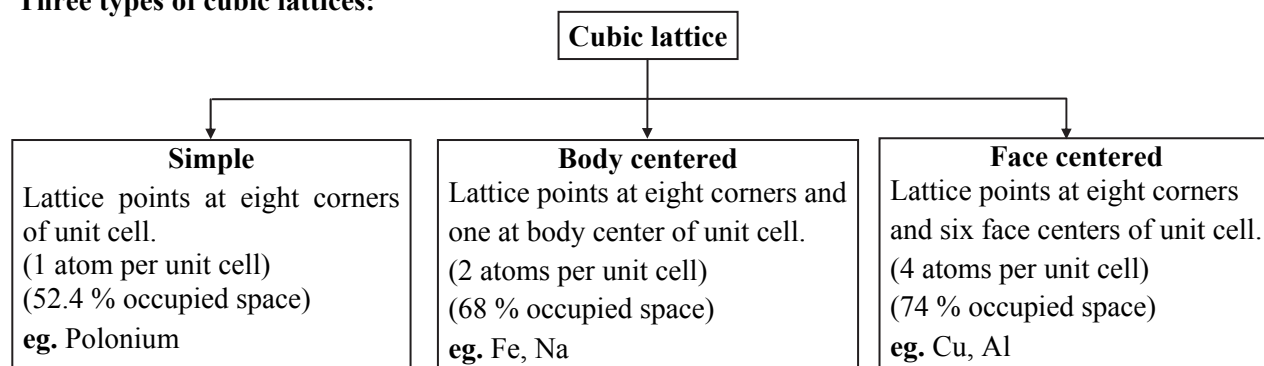 Three types of cubic lattices:
Cubic lattice
Simple
Lattice points at eight corners
of unit cell.
(1 atom per unit cell)
(52.4 % occupied space)
eg. Polonium
Body centered
Lattice points at eight corners and
one at body center of unit cell.
(2 atoms per unit cell)
(68 % occupied space)
eg. Fe, Na
Face centered
Lattice points at eight corners
and six face centers of unit cell.
(4 atoms per unit cell)
(74 % occupied space)
eg. Cu, Al